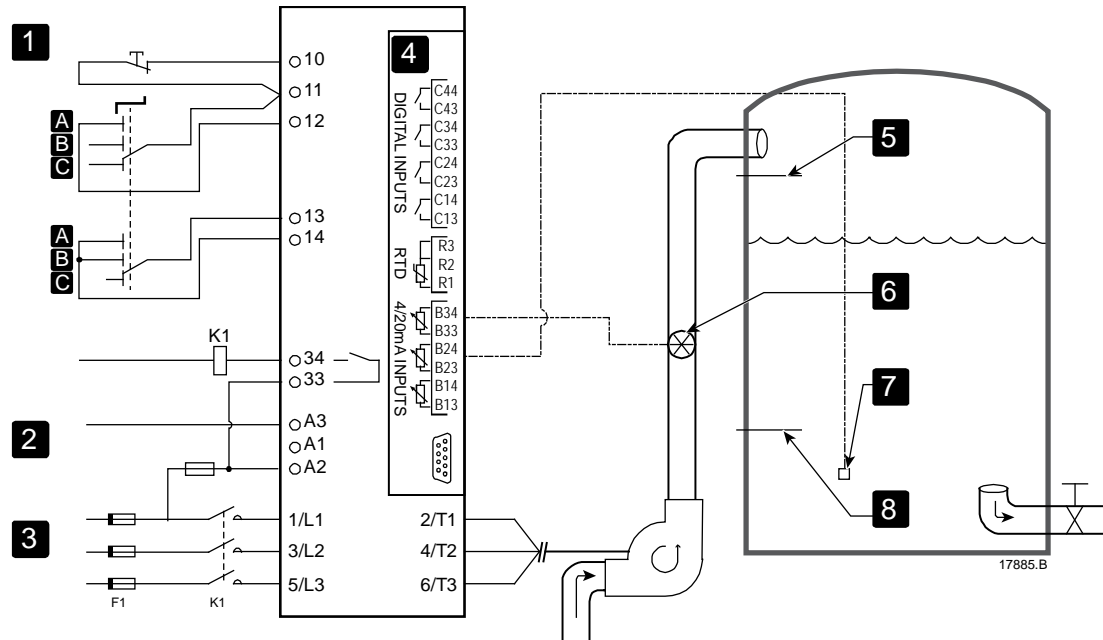 1
10
11
12
A
B
C
13
14
A
B
C
K1
34
33
2
A3
A1
A2
3
1/L1
3/L2
5/L3
F1
K1
2/T1
4/T2
6/T3
4
DIGITAL INPUTS
C44
C43
C34
C33
C24
C23
C14
C13
RTD
R3
R2
R1
4/20mA INPUTS
B34
B33
B24
B23
B14
B13
5
6
7
8
17885.B